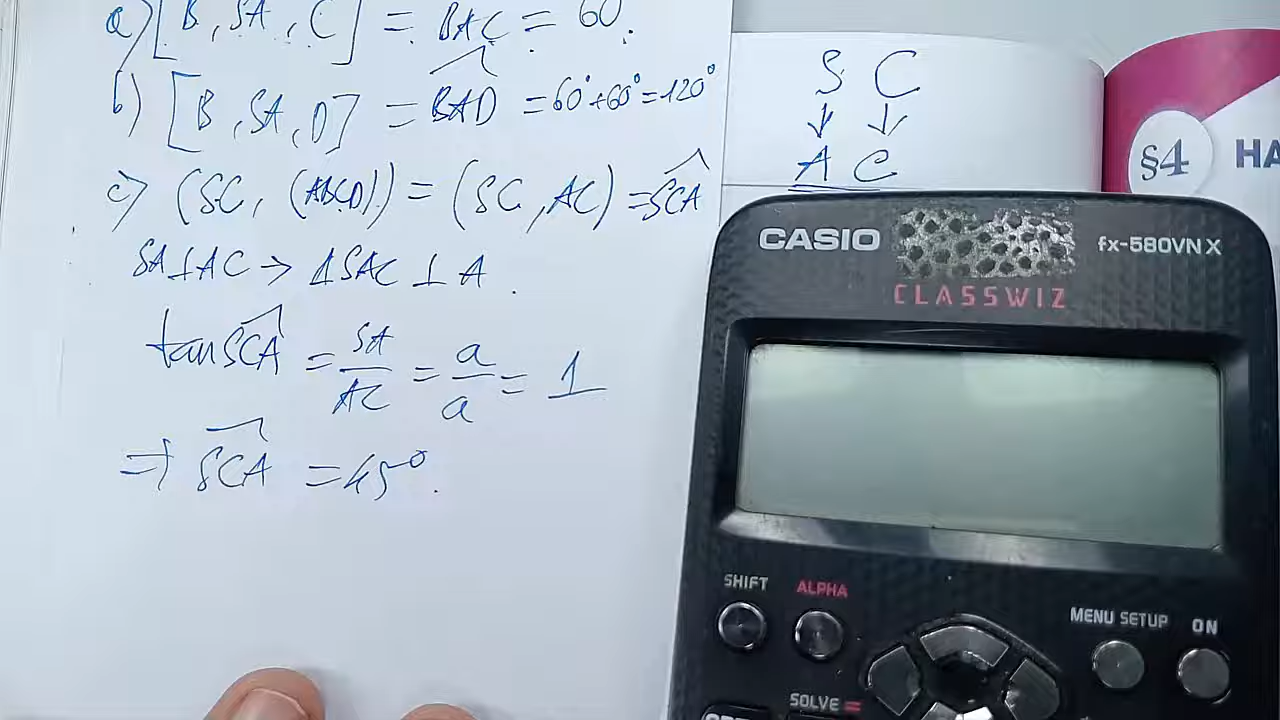 a) [B, SA, C] = BAC = 60°.
b) [B, SA, D] = BAD = 60° + 60° = 120°
c) (SC, (ABCD)) = (SC, AC) = SCA
SA ⊥ AC → ΔSAC ⊥ A.
tan SCA = SA/AC = a/a = 1
⇒ SCA = 45°.
S C
↓ ↓
A C
§4 HA
CASIO fx-580VN X
CLASSWIZ
SHIFT ALPHA MENU SETUP ON
SOLVE =